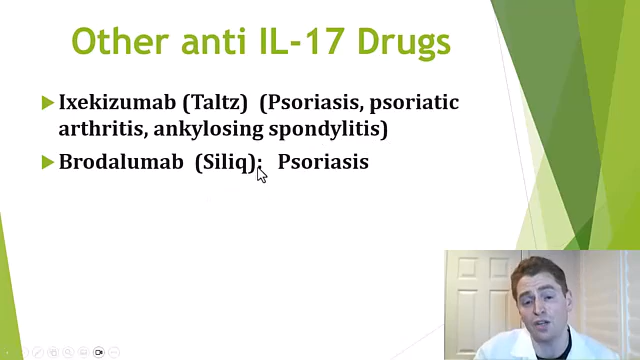 Other anti IL-17 Drugs
Ixekizumab (Taltz) (Psoriasis, psoriatic
arthritis, ankylosing spondylitis)
Brodalumab (Siliq): Psoriasis